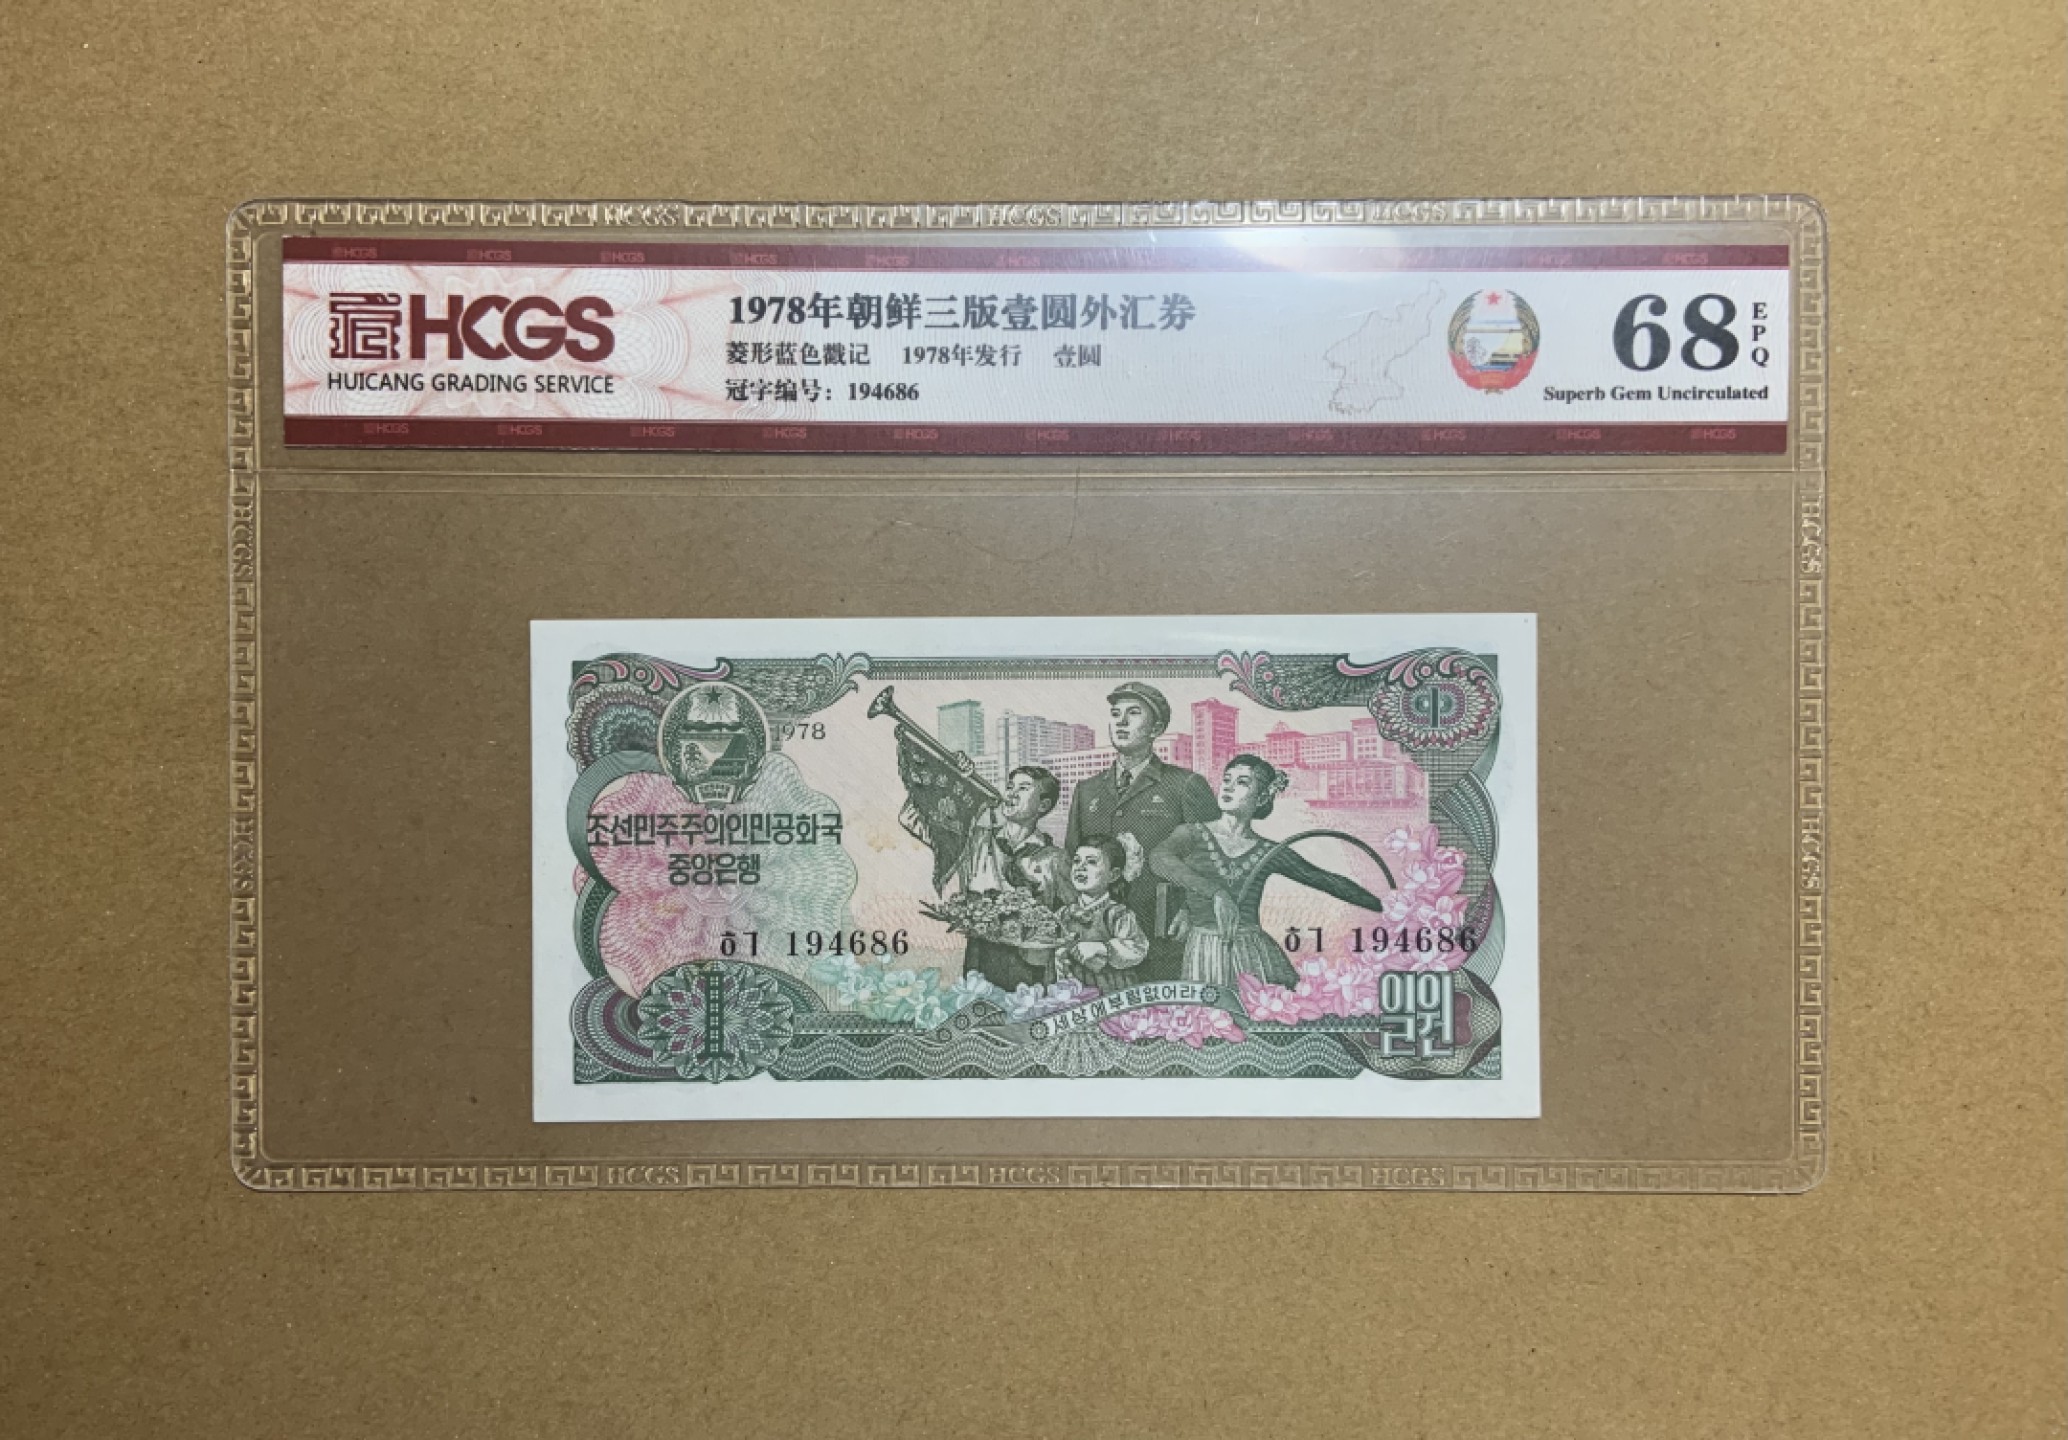 HCGS
HUICANG GRADING SERVICE
1978年朝鲜三版壹圆外汇券
菱形蓝色戳记 1978年发行 壹圆
冠字编号：194686
68
EPQ
Superb Gem Uncirculated
1978
조선민주주의인민공화국
중앙은행
ㅎㄱ 194686
ㅎㄱ 194686
세상에부럼없어라
1
일원